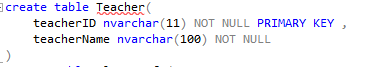 create table Teacher(
teacherID nvarchar(11) NOT NULL PRIMARY KEY ,
teacherName nvarchar(100) NOT NULL
)